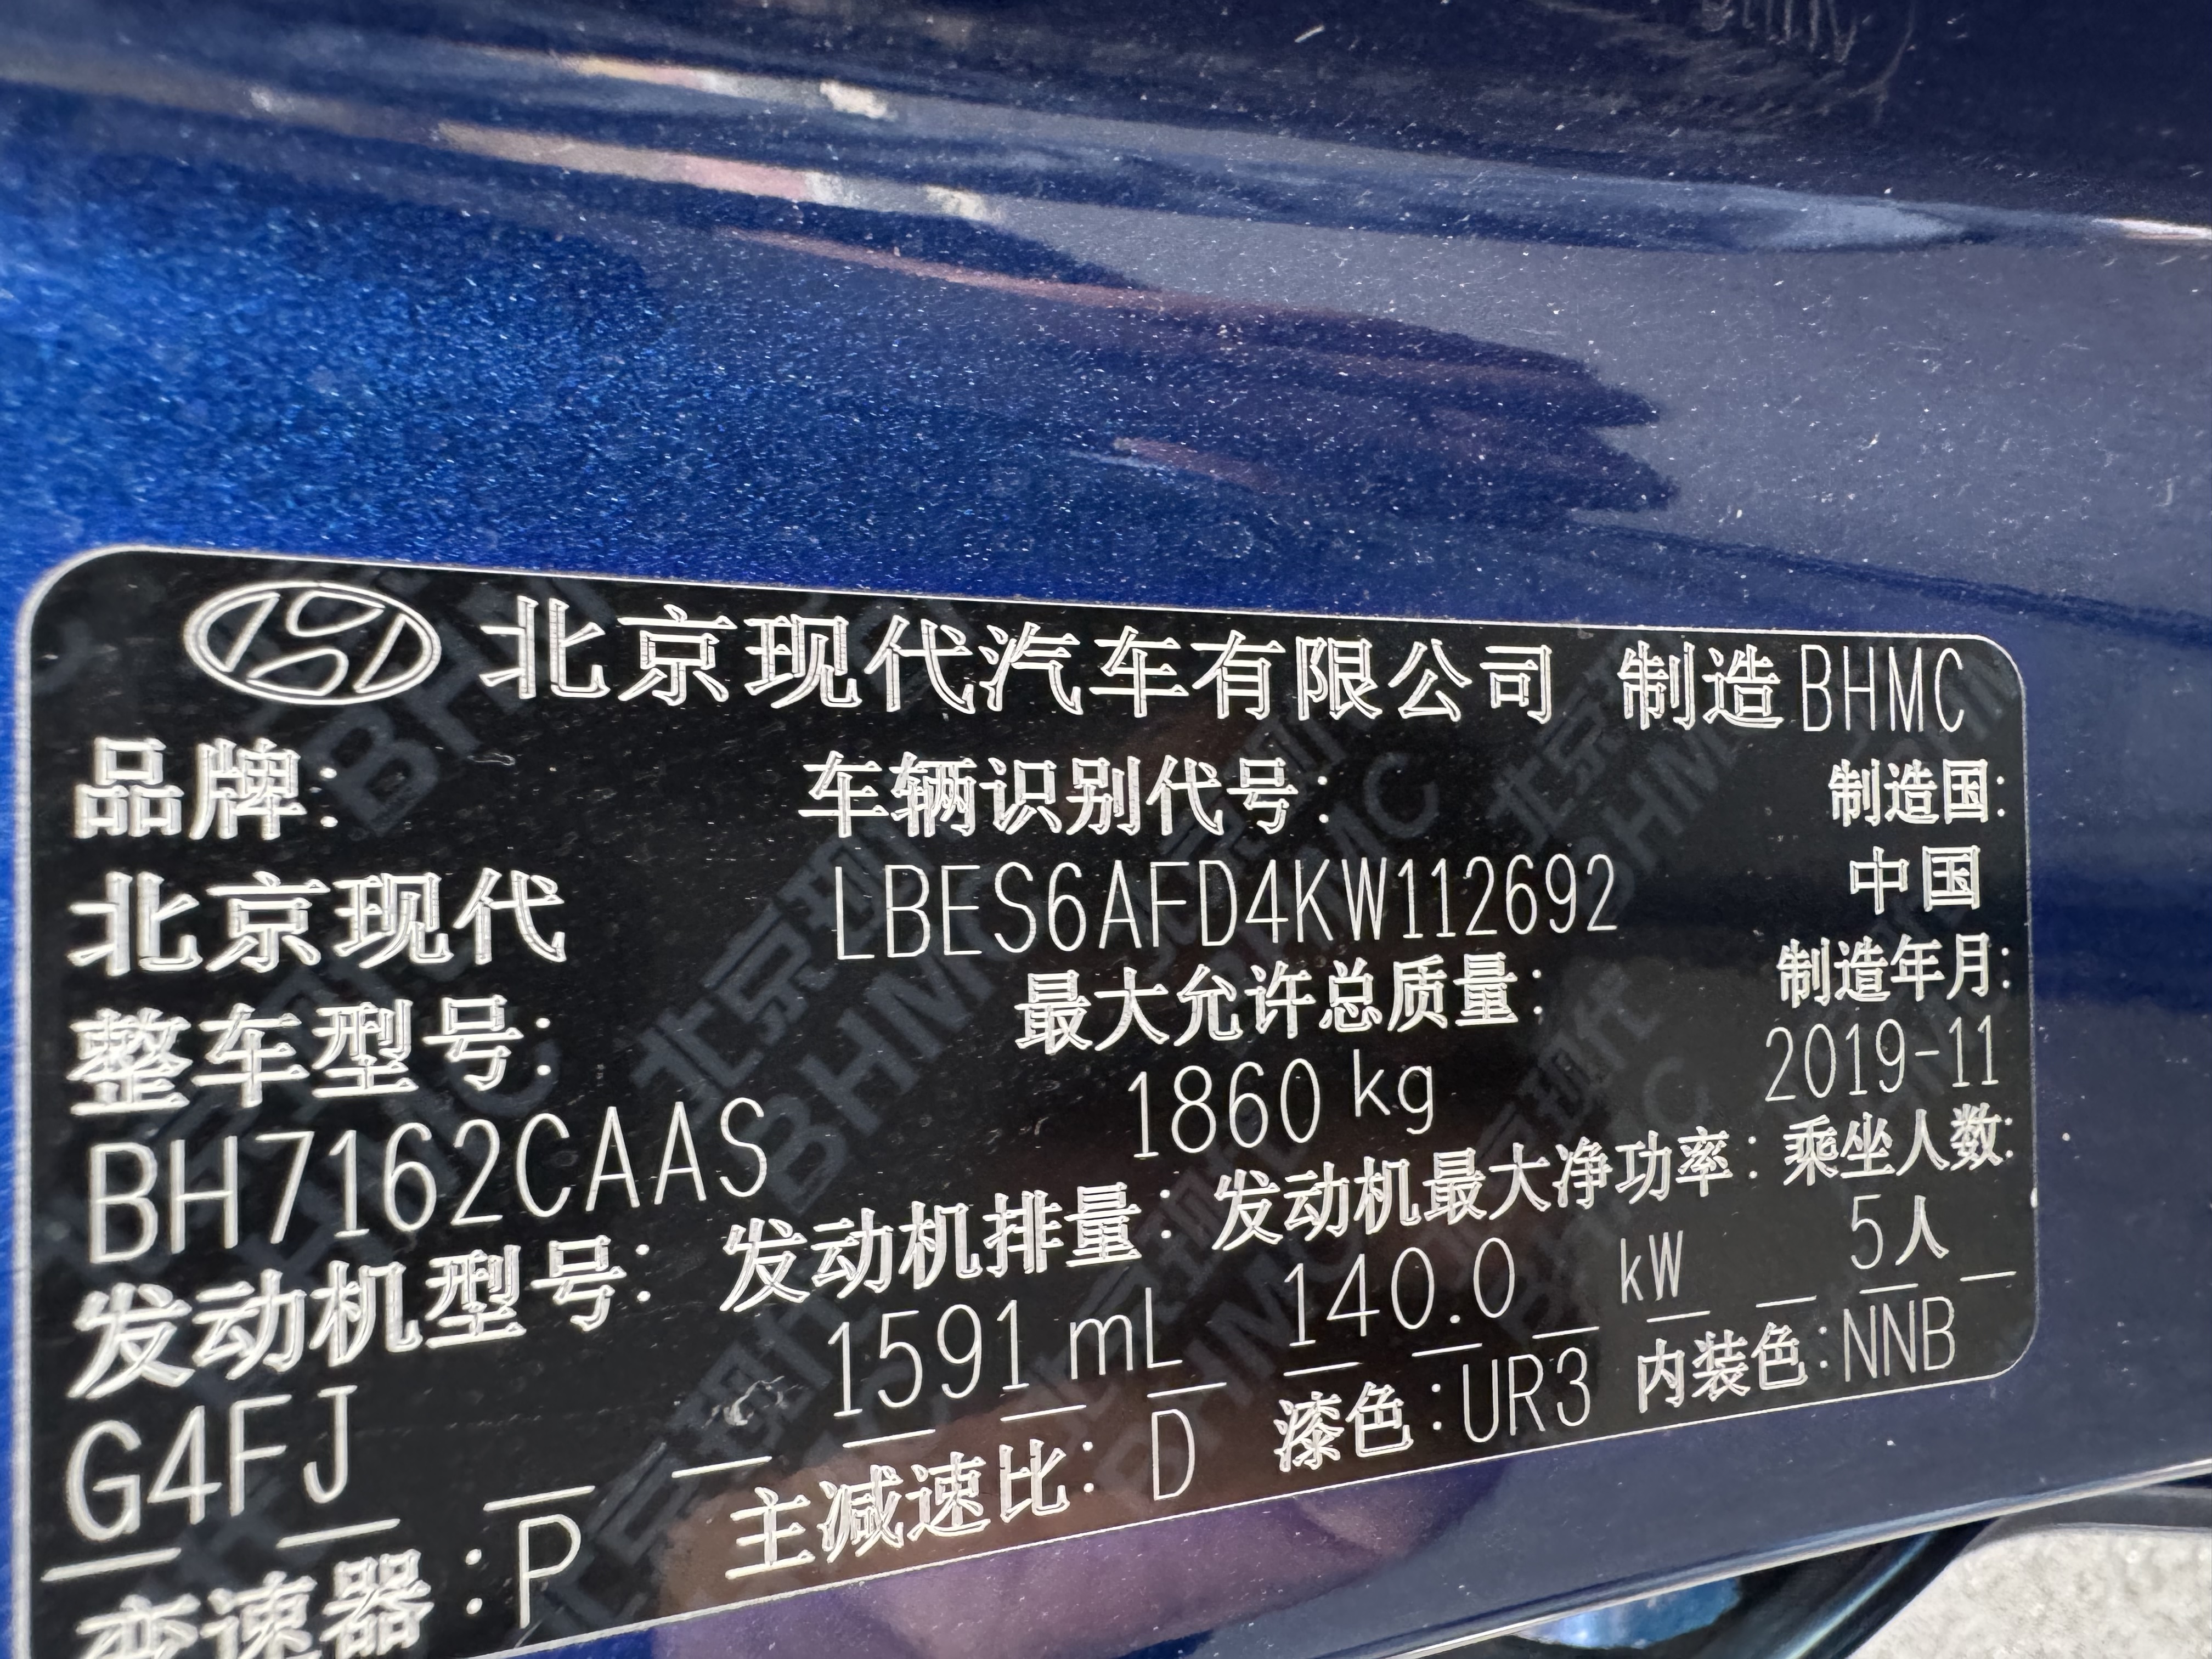 北京现代汽车有限公司 制造 BHMC
品牌: 车辆识别代号: 制造国:
北京现代 LBES6AFD4KW112692 中国
整车型号: 最大允许总质量: 制造年月:
BH7162CAAS 1860 kg 2019-11
发动机型号: 发动机排量: 发动机最大净功率: 乘坐人数:
G4FJ 1591 mL 140.0 kW 5人
变速器:P 主减速比: D 漆色:UR3 内装色:NNB